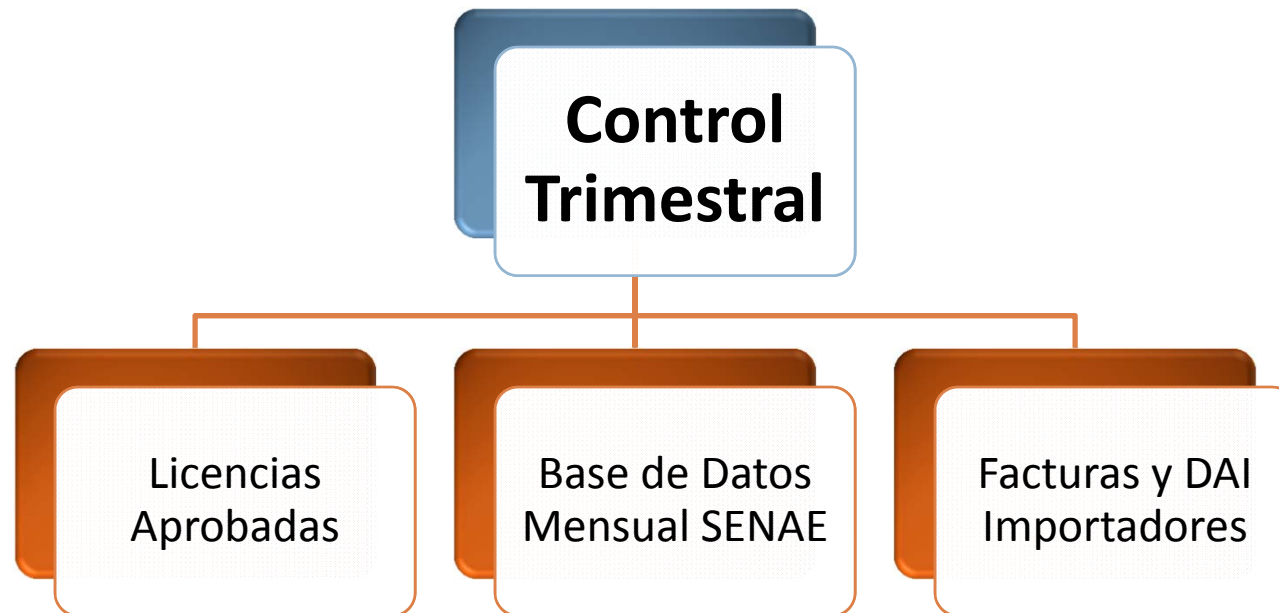 Control
Trimestral
Licencias
Aprobadas
Base de Datos
Mensual SENAE
Facturas y DAI
Importadores